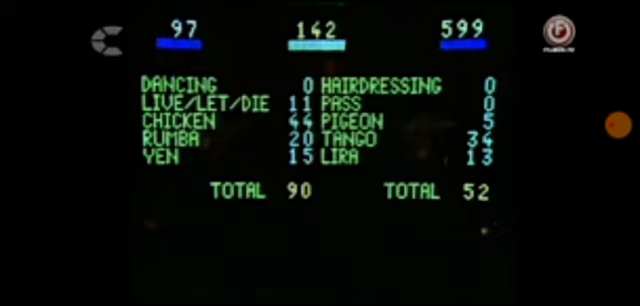 97 142 599
DANCING 0 HAIRDRESSING 0
LIVE/LET/DIE 11 PASS 0
CHICKEN 44 PIGEON 5
RUMBA 20 TANGO 34
YEN 15 LIRA 13
TOTAL 90 TOTAL 52